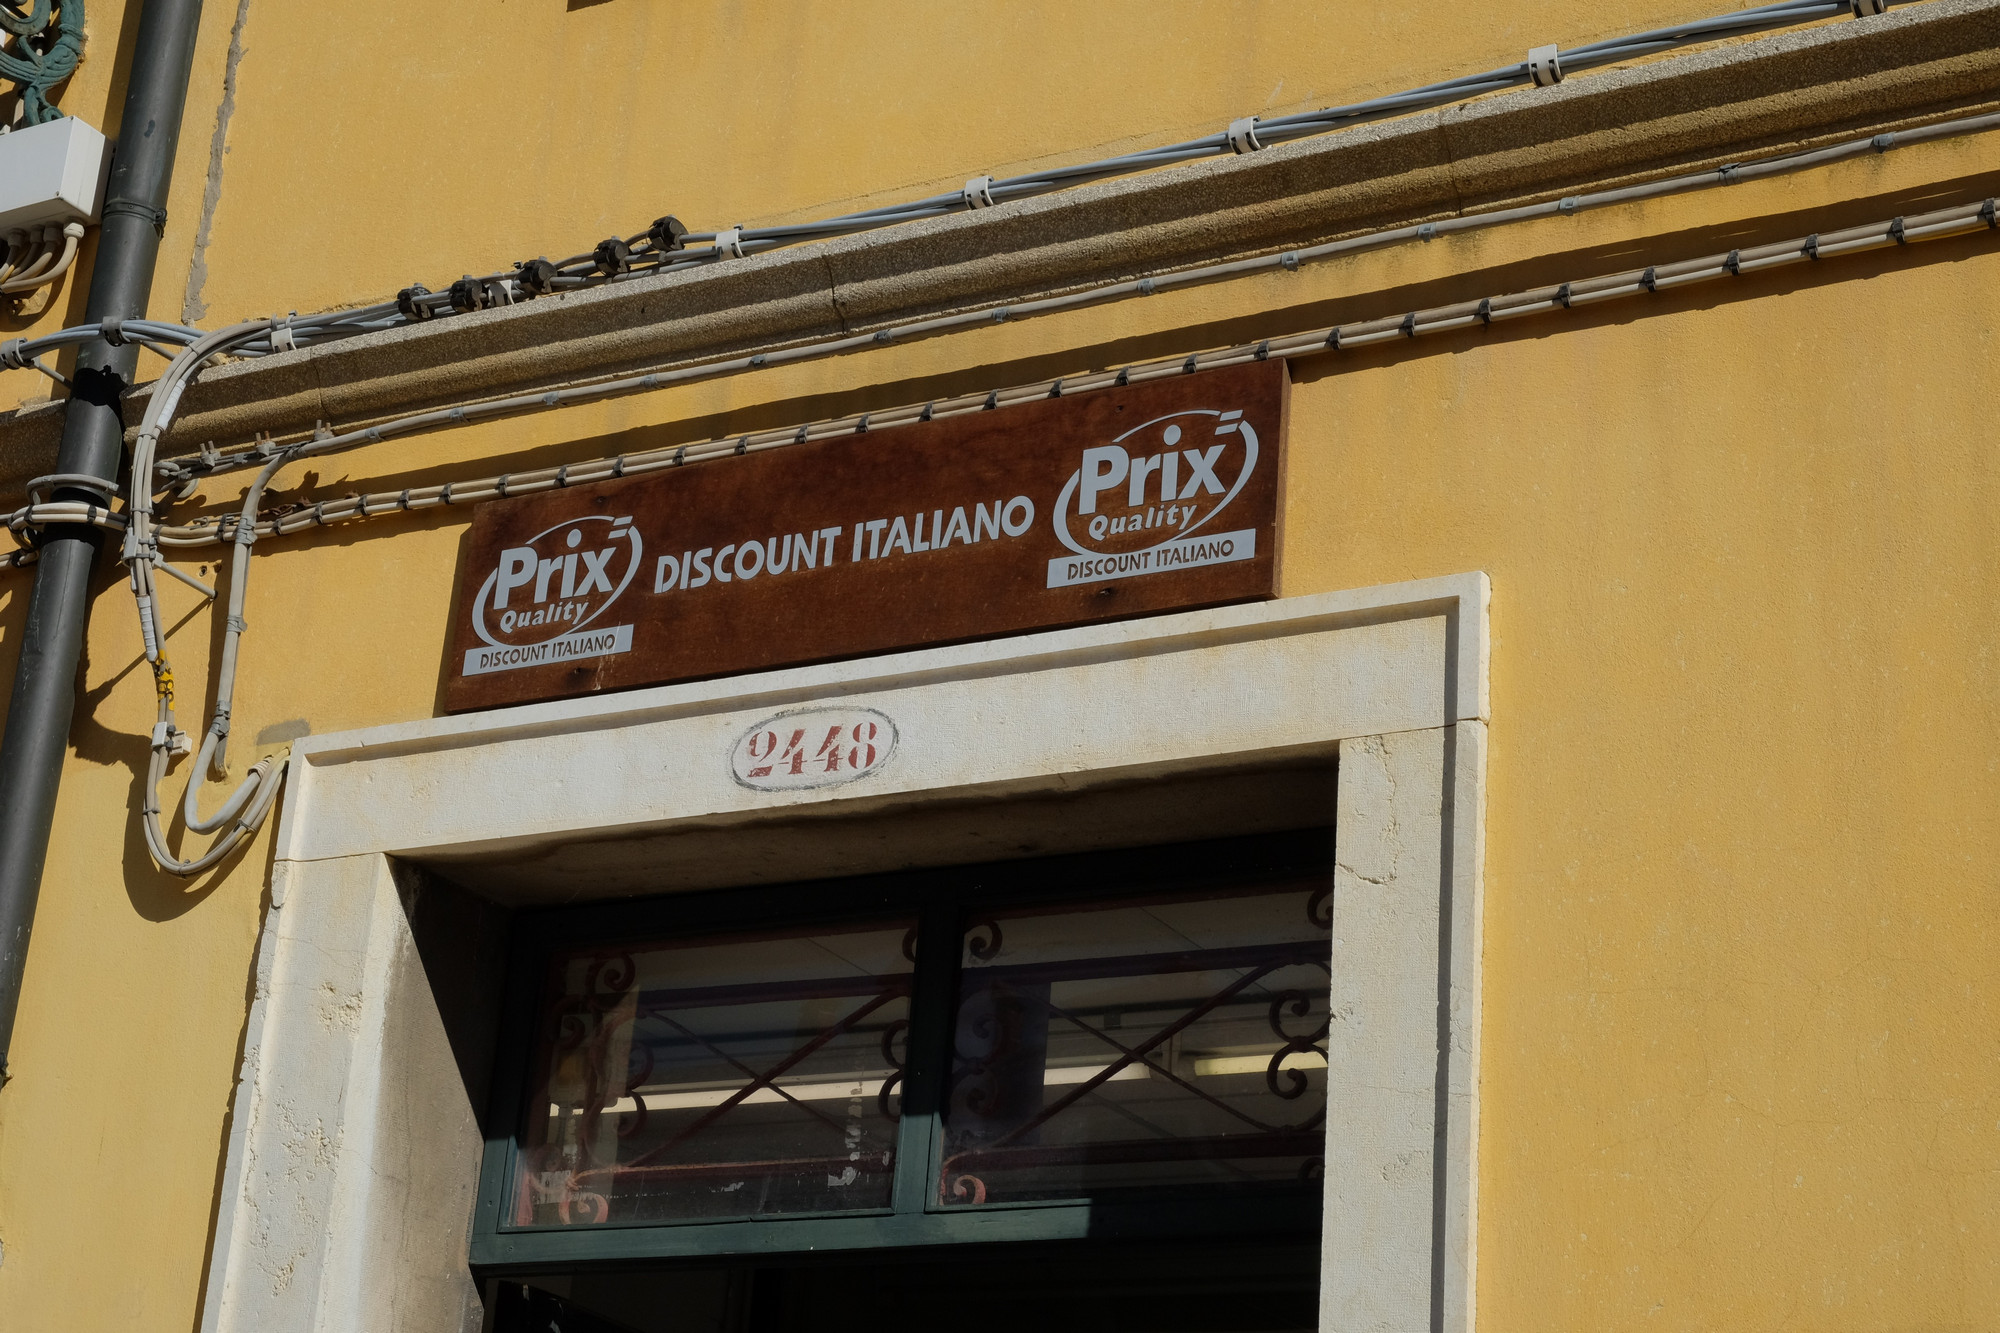 Prix
Quality
DISCOUNT ITALIANO
DISCOUNT ITALIANO
Prix
Quality
DISCOUNT ITALIANO
2448